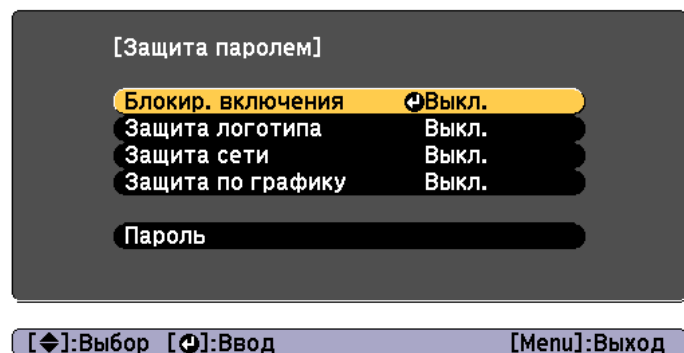 [Защита паролем]
Блокир. включения Выкл.
Защита логотипа Выкл.
Защита сети Выкл.
Защита по графику Выкл.
Пароль
[◆]:Выбор [↵]:Ввод [Menu]:Выход